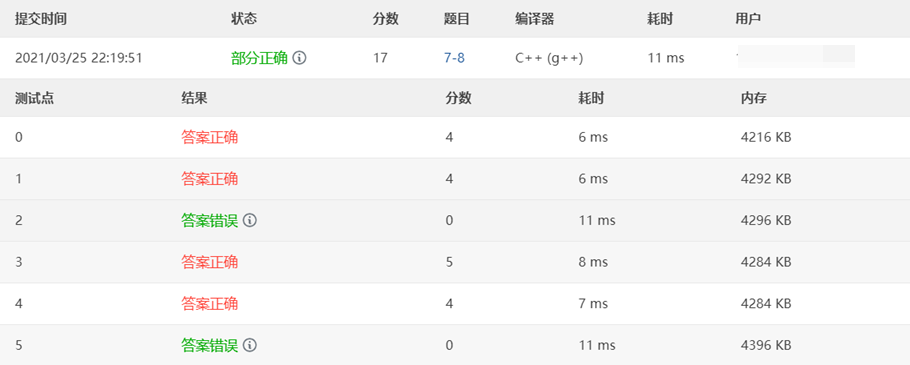 提交时间 状态 分数 题目 编译器 耗时 用户
2021/03/25 22:19:51 部分正确 17 7-8 C++ (g++) 11 ms
测试点 结果 分数 耗时 内存
0 答案正确 4 6 ms 4216 KB
1 答案正确 4 6 ms 4292 KB
2 答案错误 0 11 ms 4296 KB
3 答案正确 5 8 ms 4284 KB
4 答案正确 4 7 ms 4284 KB
5 答案错误 0 11 ms 4396 KB